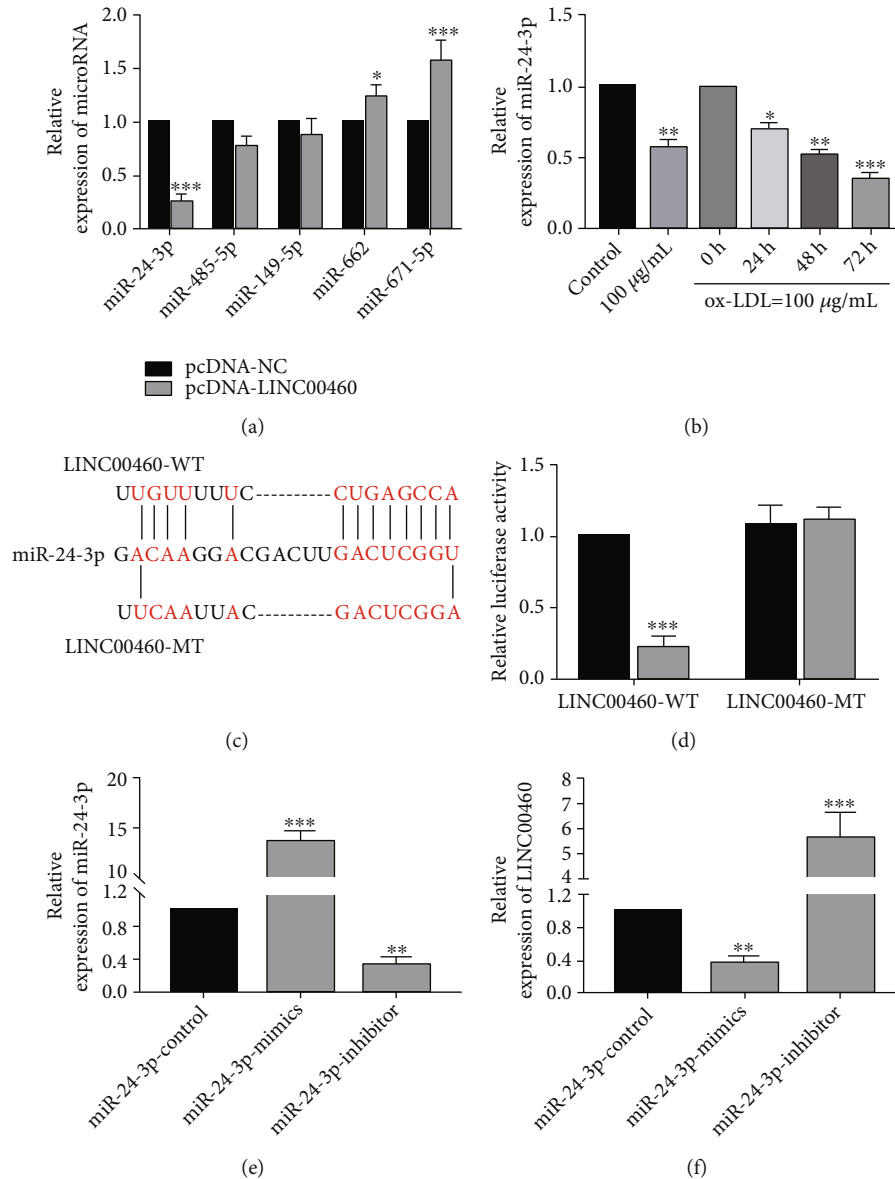 Relative
expression of microRNA
2.0
1.5
1.0
0.5
0.0
***
*
***
miR-24-3p
miR-485-5p
miR-149-5p
miR-662
miR-671-5p
pcDNA-NC
pcDNA-LINC00460
(a)
Relative
expression of miR-24-3p
1.5
1.0
0.5
0.0
**
*
**
***
Control
100 μg/mL
0 h
24 h
48 h
72 h
ox-LDL=100 μg/mL
(b)
LINC00460-WT
UUGUUUUUC----------CUGAGCCA
miR-24-3p GACAAGGACGACUUGACUCGGU
UUCAAUUAC----------GACUCGGA
LINC00460-MT
(c)
Relative luciferase activity
1.5
1.0
0.5
0.0
***
LINC00460-WT
LINC00460-MT
(d)
Relative
expression of miR-24-3p
20
15
10
1.2
0.8
0.4
0.0
***
**
miR-24-3p-control
miR-24-3p-mimics
miR-24-3p-inhibitor
(e)
Relative
expression of LINC00460
8
7
6
5
4
1.2
0.8
0.4
0.0
**
***
miR-24-3p-control
miR-24-3p-mimics
miR-24-3p-inhibitor
(f)